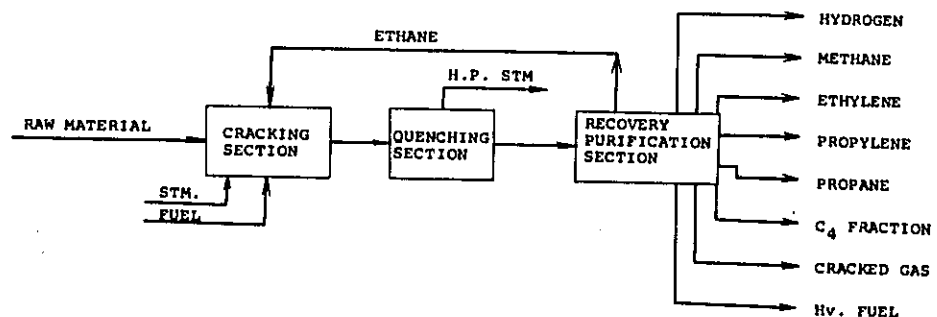 ETHANE
H.P. STM
RAW MATERIAL
STM.
FUEL
CRACKING
SECTION
QUENCHING
SECTION
RECOVERY
PURIFICATION
SECTION
HYDROGEN
METHANE
ETHYLENE
PROPYLENE
PROPANE
C₄ FRACTION
CRACKED GAS
Hv. FUEL